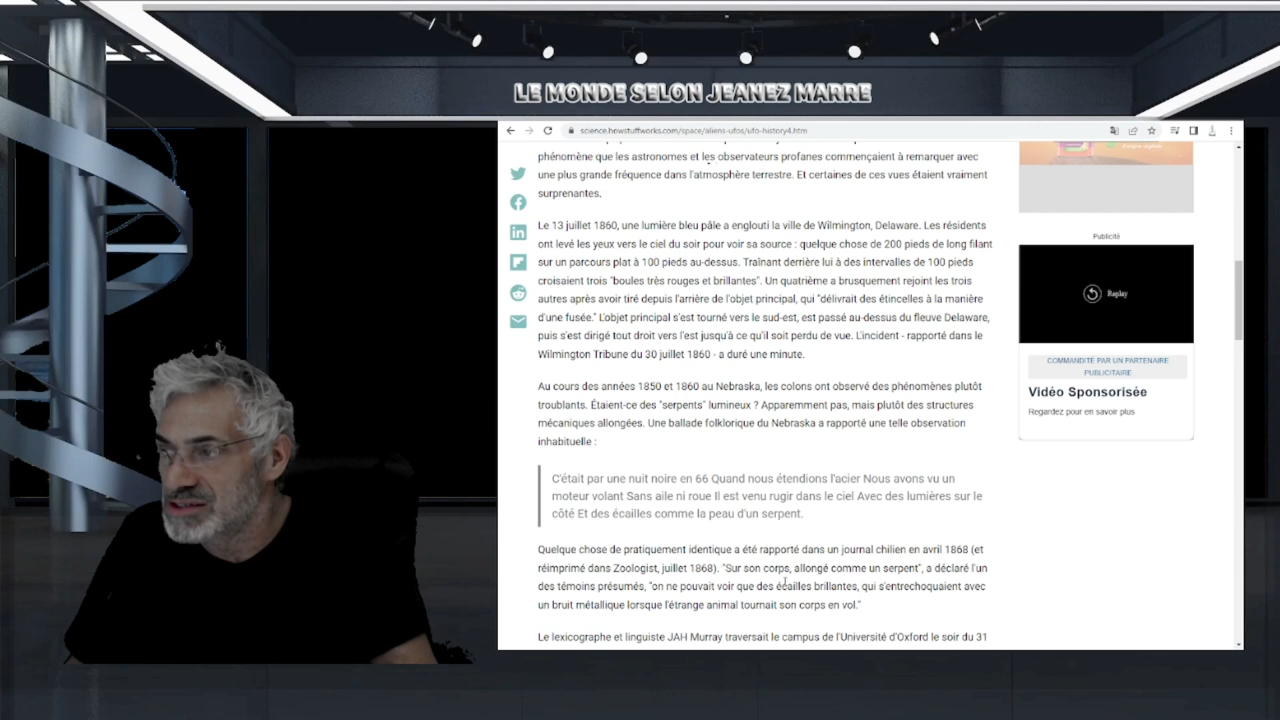 LE MONDE SELON JEANEZ MARRE
science.howstuffworks.com/space/aliens-ufos/ufo-history4.htm
phénomène que les astronomes et les observateurs profanes commençaient à remarquer avec
une plus grande fréquence dans l'atmosphère terrestre. Et certaines de ces vues étaient vraiment
surprenantes.
Le 13 juillet 1860, une lumière bleu pâle a englouti la ville de Wilmington, Delaware. Les résidents
ont levé les yeux vers le ciel du soir pour voir sa source : quelque chose de 200 pieds de long filant
sur un parcours plat à 100 pieds au-dessus. Traînant derrière lui à des intervalles de 100 pieds
croisaient trois "boules très rouges et brillantes". Un quatrième a brusquement rejoint les trois
autres après avoir tiré depuis l'arrière de l'objet principal, qui "délivrait des étincelles à la manière
d'une fusée." L'objet principal s'est tourné vers le sud-est, est passé au-dessus du fleuve Delaware,
puis s'est dirigé tout droit vers l'est jusqu'à ce qu'il soit perdu de vue. L'incident - rapporté dans le
Wilmington Tribune du 30 juillet 1860 - a duré une minute.
Au cours des années 1850 et 1860 au Nebraska, les colons ont observé des phénomènes plutôt
troublants. Étaient-ce des "serpents" lumineux ? Apparemment pas, mais plutôt des structures
mécaniques allongées. Une ballade folklorique du Nebraska a rapporté une telle observation
inhabituelle :
C'était par une nuit noire en 66 Quand nous étendions l'acier Nous avons vu un
moteur volant Sans aile ni roue Il est venu rugir dans le ciel Avec des lumières sur le
côté Et des écailles comme la peau d'un serpent.
Quelque chose de pratiquement identique a été rapporté dans un journal chilien en avril 1868 (et
réimprimé dans Zoologist, juillet 1868). "Sur son corps, allongé comme un serpent", a déclaré l'un
des témoins présumés, "on ne pouvait voir que des écailles brillantes, qui s'entrechoquaient avec
un bruit métallique lorsque l'étrange animal tournait son corps en vol."
Le lexicographe et linguiste JAH Murray traversait le campus de l'Université d'Oxford le soir du 31
Publicité
Replay
COMMANDITÉ PAR UN PARTENAIRE
PUBLICITAIRE
Vidéo Sponsorisée
Regardez pour en savoir plus